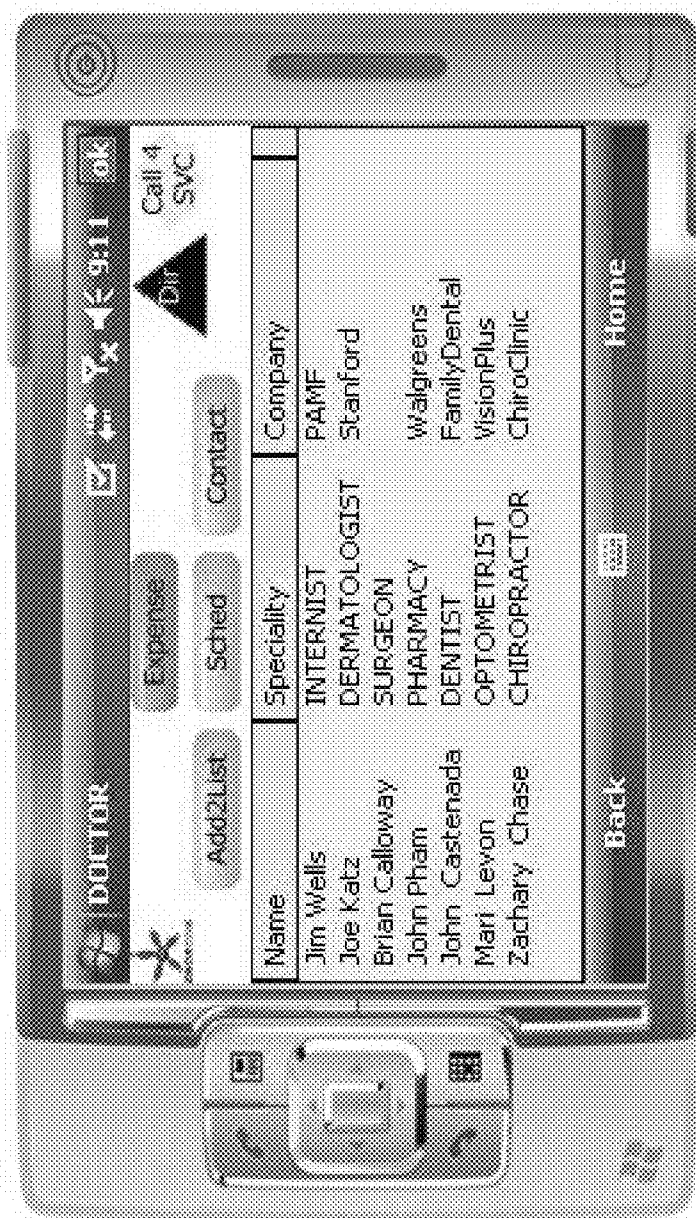 DOCTOR 9:11 ok
Expense
Call 4
SVC
Dir
Add2List Sched Contact
Name Speciality Company
Jim Wells INTERNIST PAMF
Joe Katz DERMATOLOGIST Stanford
Brian Calloway SURGEON
John Pham PHARMACY Walgreens
John Castenada DENTIST FamilyDental
Mari Levon OPTOMETRIST VisionPlus
Zachary Chase CHIROPRACTOR ChiroClinic
Back Home